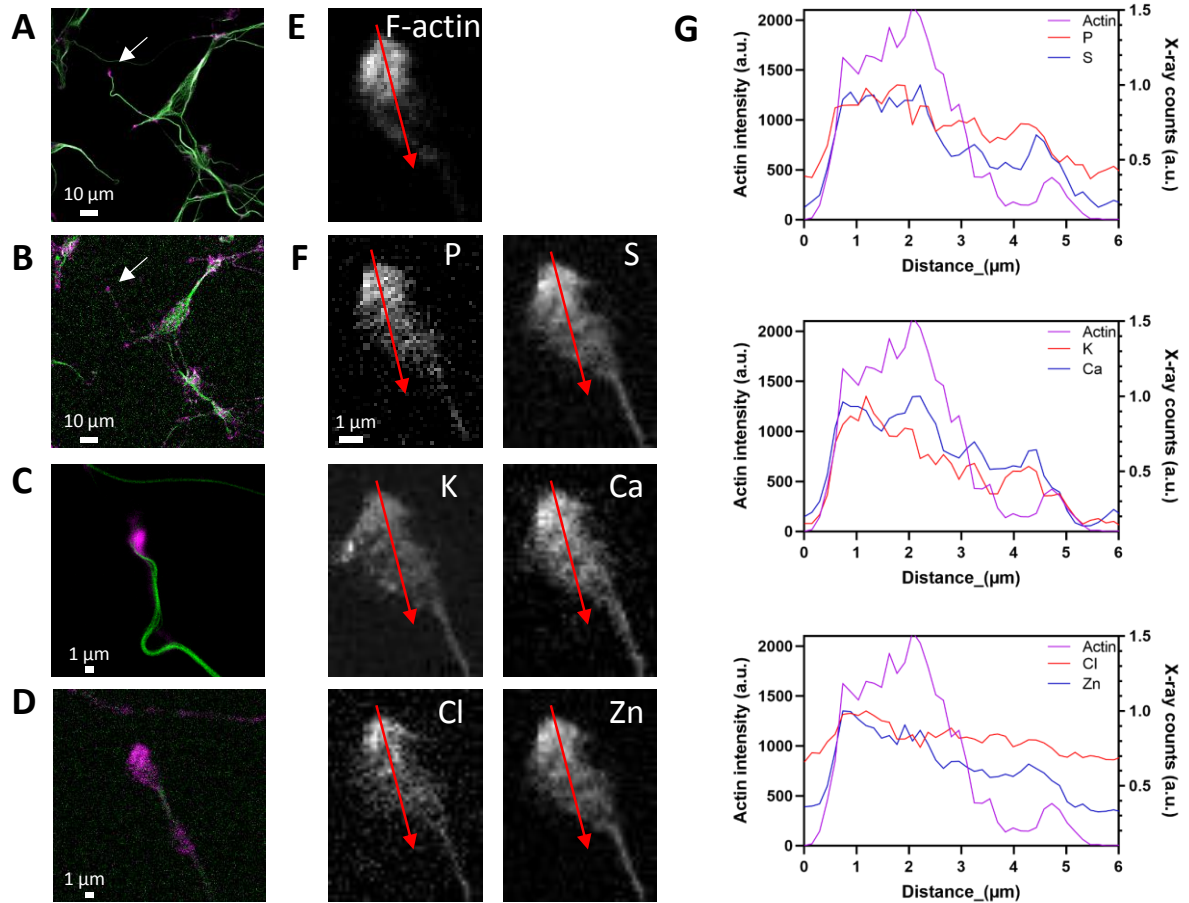 A
10 µm
B
10 µm
C
1 µm
D
1 µm
E
F-actin
F
P
1 µm
S
K
Ca
Cl
Zn
G
Actin intensity (a.u.)
2000
1500
1000
500
0
0 1 2 3 4 5 6
Distance_(µm)
1.5
1.0
0.5
X-ray counts (a.u.)
Actin
P
S
Actin intensity (a.u.)
2000
1500
1000
500
0
0 1 2 3 4 5 6
Distance_(µm)
1.5
1.0
0.5
X-ray counts (a.u.)
Actin
K
Ca
Actin intensity (a.u.)
2000
1500
1000
500
0
0 1 2 3 4 5 6
Distance_(µm)
1.5
1.0
0.5
X-ray counts (a.u.)
Actin
Cl
Zn